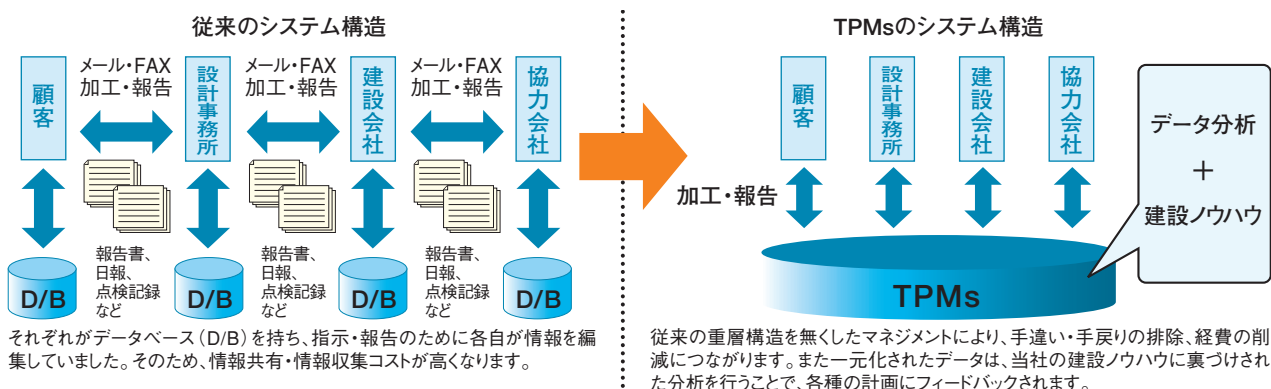 従来のシステム構造
メール・FAX
加工・報告
メール・FAX
加工・報告
メール・FAX
加工・報告
顧客
設計事務所
建設会社
協力会社
報告書、
日報、
点検記録
など
報告書、
日報、
点検記録
など
報告書、
日報、
点検記録
など
D/B
D/B
D/B
D/B
それぞれがデータベース(D/B)を持ち、指示・報告のために各自が情報を編
集していました。そのため、情報共有・情報収集コストが高くなります。
TPMsのシステム構造
顧客
設計事務所
建設会社
協力会社
加工・報告
データ分析
+
建設ノウハウ
TPMs
従来の重層構造を無くしたマネジメントにより、手違い・手戻りの排除、経費の削
減につながります。また一元化されたデータは、当社の建設ノウハウに裏づけされ
た分析を行うことで、各種の計画にフィードバックされます。